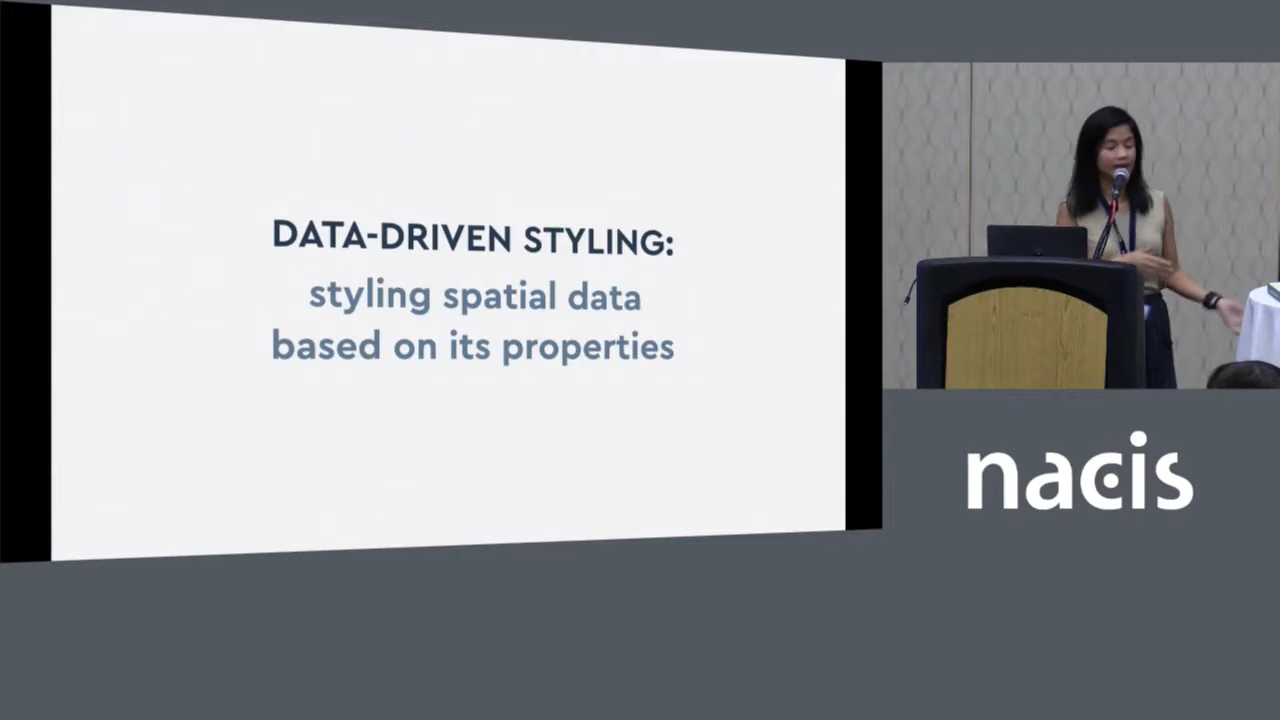 DATA-DRIVEN STYLING:
styling spatial data
based on its properties
nacis